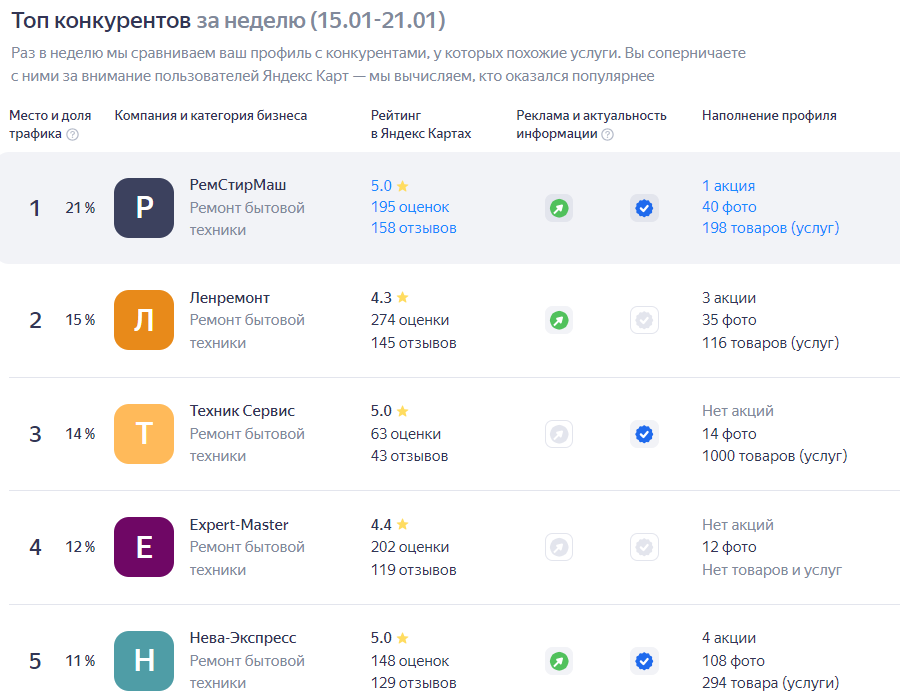 Топ конкурентов за неделю (15.01-21.01)
Раз в неделю мы сравниваем ваш профиль с конкурентами, у которых похожие услуги. Вы соперничаете
с ними за внимание пользователей Яндекс Карт — мы вычисляем, кто оказался популярнее
Место и доля
трафика ?
Компания и категория бизнеса
Рейтинг
в Яндекс Картах
Реклама и актуальность
информации ?
Наполнение профиля
1
21 %
Р
РемСтирМаш
Ремонт бытовой
техники
5.0
195 оценок
158 отзывов
1 акция
40 фото
198 товаров (услуг)
2
15 %
Л
Ленремонт
Ремонт бытовой
техники
4.3
274 оценки
145 отзывов
3 акции
35 фото
116 товаров (услуг)
3
14 %
Т
Техник Сервис
Ремонт бытовой
техники
5.0
63 оценки
43 отзывов
Нет акций
14 фото
1000 товаров (услуг)
4
12 %
E
Expert-Master
Ремонт бытовой
техники
4.4
202 оценки
119 отзывов
Нет акций
12 фото
Нет товаров и услуг
5
11 %
Н
Нева-Экспресс
Ремонт бытовой
техники
5.0
148 оценок
129 отзывов
4 акции
108 фото
294 товара (услуги)